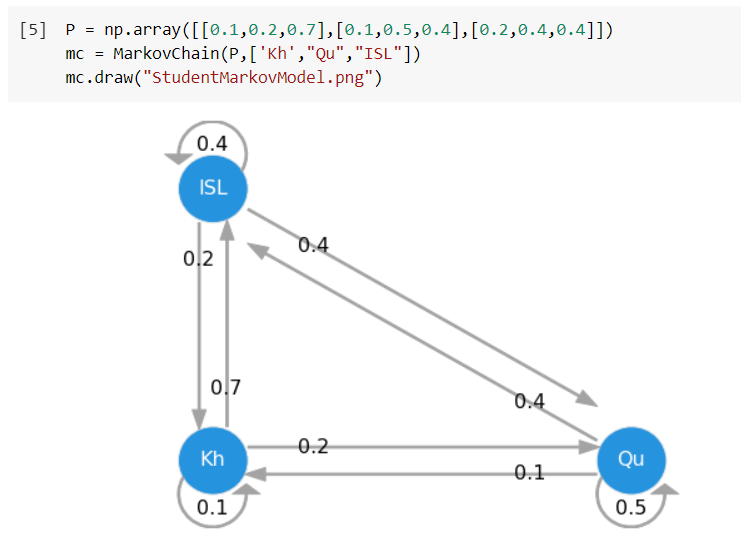 [5] P = np.array([[0.1,0.2,0.7],[0.1,0.5,0.4],[0.2,0.4,0.4]])
mc = MarkovChain(P,['Kh',"Qu","ISL"])
mc.draw("StudentMarkovModel.png")
0.4
ISL
0.4
0.2
0.7
0.4
0.2
Kh
Qu
0.1
0.1
0.5